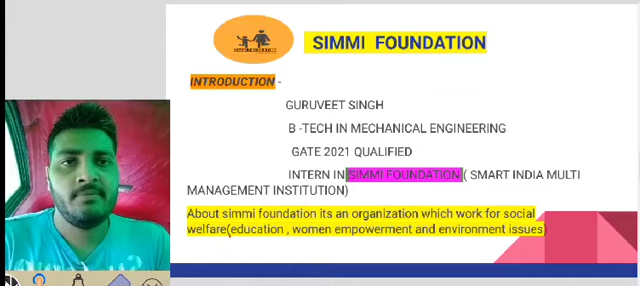 SIMMI FOUNDATION
INTRODUCTION -
GURUVEET SINGH
B -TECH IN MECHANICAL ENGINEERING
GATE 2021 QUALIFIED
INTERN IN SIMMI FOUNDATION ( SMART INDIA MULTI
MANAGEMENT INSTITUTION)
About simmi foundation its an organization which work for social
welfare(education , women empowerment and environment issues)